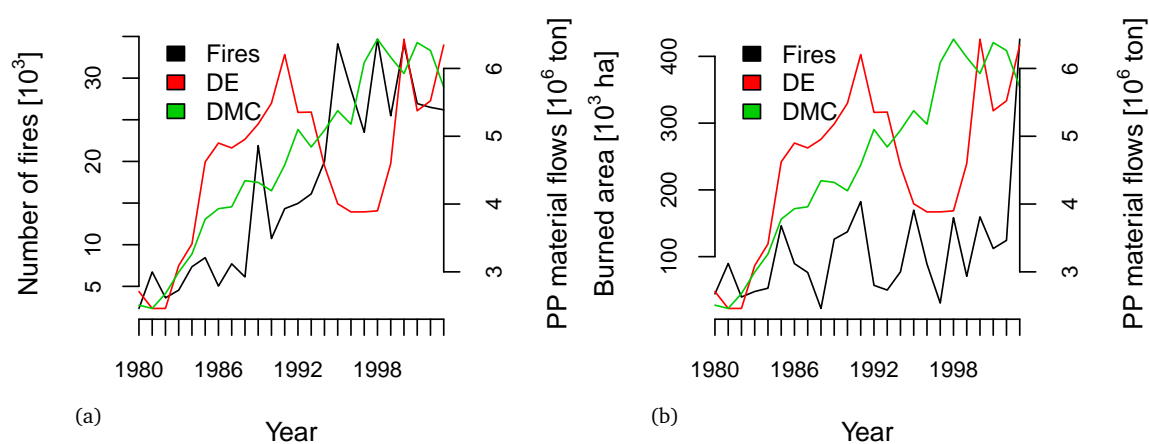 Number of fires [10³]
30
20
10
5
Fires
DE
DMC
6
5
4
3
PP material flows [10⁶ ton]
1980 1986 1992 1998
(a)
Year
Burned area [10³ ha]
400
300
200
100
Fires
DE
DMC
6
5
4
3
PP material flows [10⁶ ton]
1980 1986 1992 1998
(b)
Year